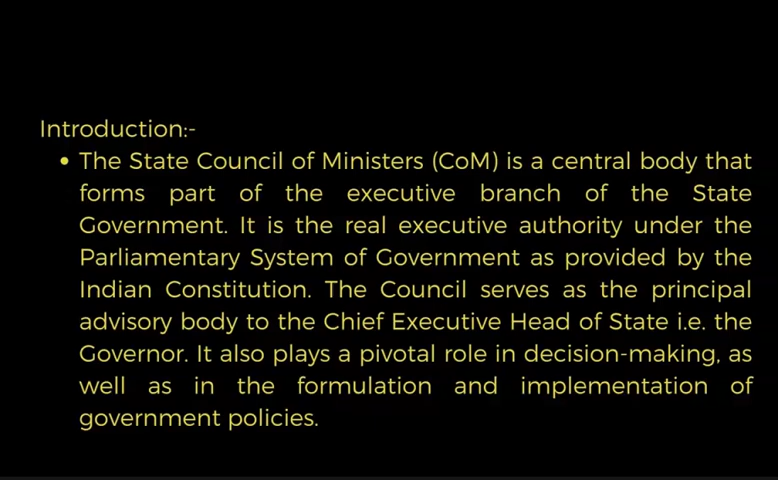 Introduction:-
• The State Council of Ministers (CoM) is a central body that
forms part of the executive branch of the State
Government. It is the real executive authority under the
Parliamentary System of Government as provided by the
Indian Constitution. The Council serves as the principal
advisory body to the Chief Executive Head of State i.e. the
Governor. It also plays a pivotal role in decision-making, as
well as in the formulation and implementation of
government policies.